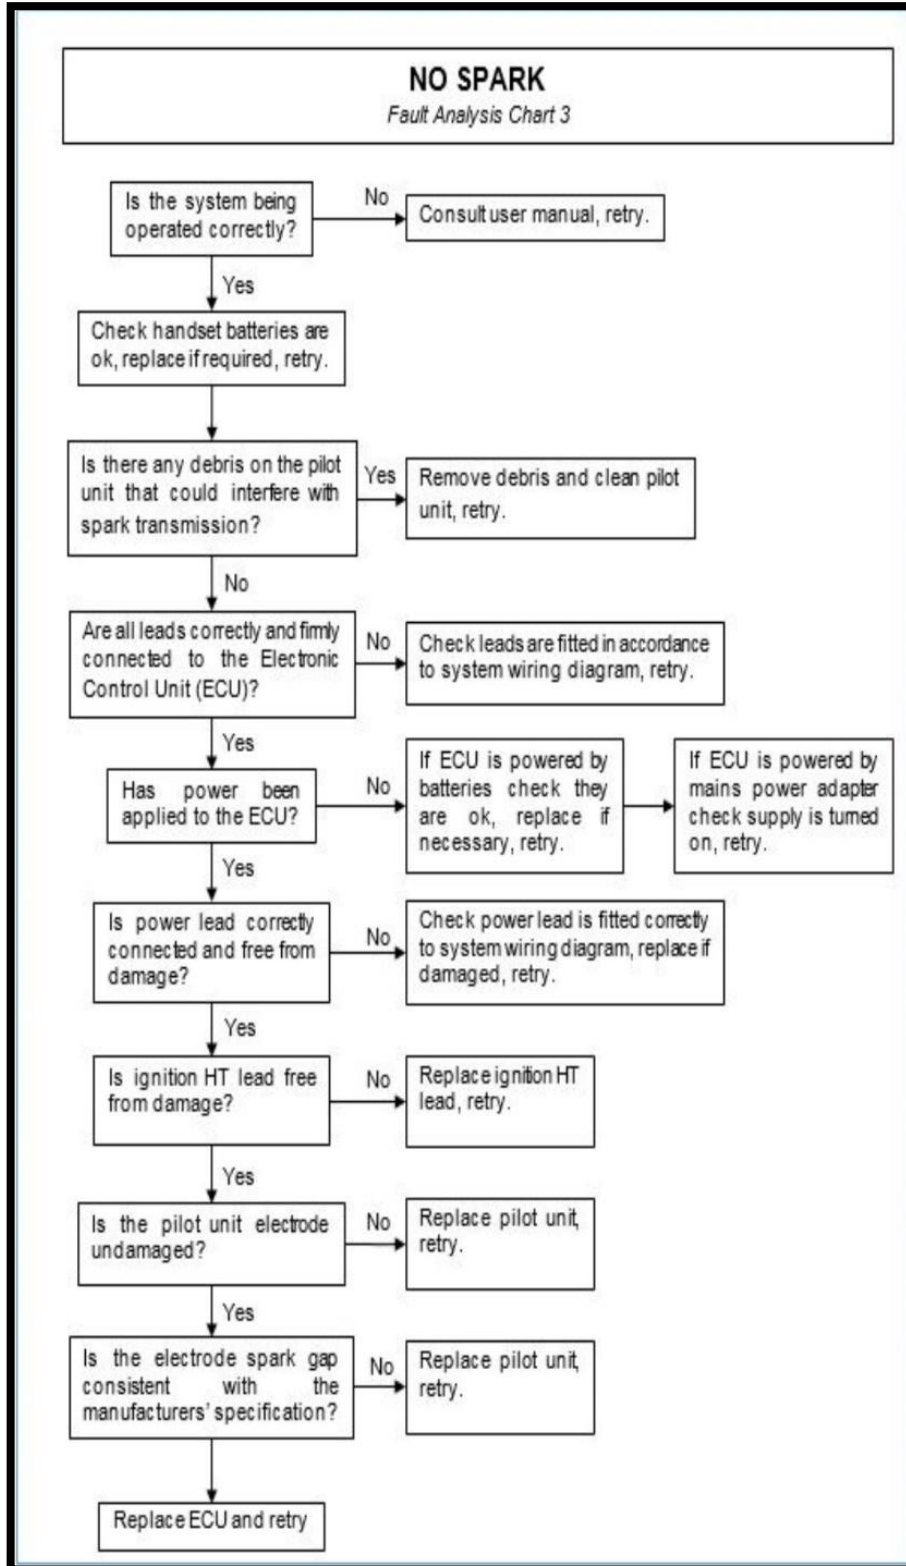 NO SPARK
Fault Analysis Chart 3
Is the system being
operated correctly?
No
Consult user manual, retry.
Yes
Check handset batteries are
ok, replace if required, retry.
Is there any debris on the pilot
unit that could interfere with
spark transmission?
Yes
Remove debris and clean pilot
unit, retry.
No
Are all leads correctly and firmly
connected to the Electronic
Control Unit (ECU)?
No
Check leads are fitted in accordance
to system wiring diagram, retry.
Yes
Has power been
applied to the ECU?
No
If ECU is powered by
batteries check they
are ok, replace if
necessary, retry.
If ECU is powered by
mains power adapter
check supply is turned
on, retry.
Yes
Is power lead correctly
connected and free from
damage?
No
Check power lead is fitted correctly
to system wiring diagram, replace if
damaged, retry.
Yes
Is ignition HT lead free
from damage?
No
Replace ignition HT
lead, retry.
Yes
Is the pilot unit electrode
undamaged?
No
Replace pilot unit,
retry.
Yes
Is the electrode spark gap
consistent with the
manufacturers' specification?
No
Replace pilot unit,
retry.
Replace ECU and retry